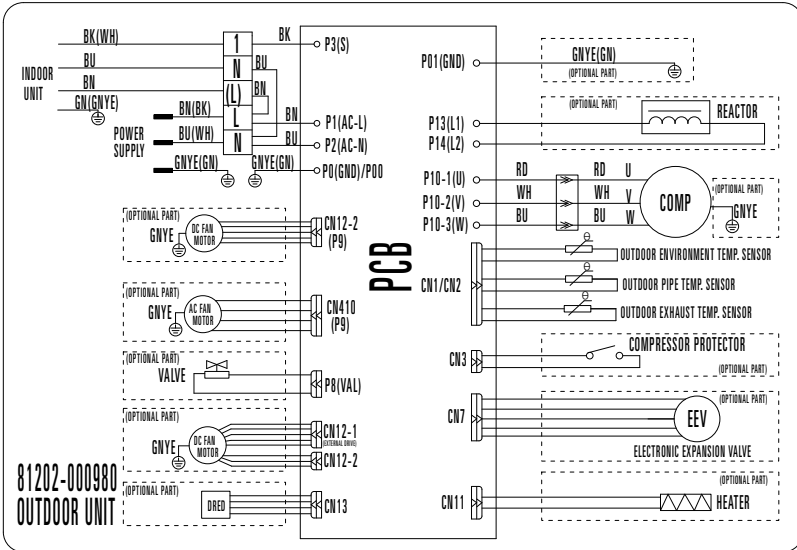 BK(WH)
BU
BN
GN(GNYE)
INDOOR
UNIT
BN(BK)
BU(WH)
GNYE(GN)
POWER
SUPPLY
1
N
(L)
L
N
BK
BU
BN
BN
BU
GNYE(GN)
P3(S)
P1(AC-L)
P2(AC-N)
P0(GND)/P00
(OPTIONAL PART)
GNYE
DC FAN
MOTOR
CN12-2
(P9)
(OPTIONAL PART)
GNYE
AC FAN
MOTOR
CN410
(P9)
(OPTIONAL PART)
VALVE
P8(VAL)
(OPTIONAL PART)
GNYE
DC FAN
MOTOR
CN12-1
(EXTERNAL DRIVE)
CN12-2
(OPTIONAL PART)
DRED
CN13
81202-000980
OUTDOOR UNIT
PCB
P01(GND)
GNYE(GN)
(OPTIONAL PART)
(OPTIONAL PART)
REACTOR
P13(L1)
P14(L2)
P10-1(U)
RD
RD
U
P10-2(V)
WH
WH
V
P10-3(W)
BU
BU
W
COMP
(OPTIONAL PART)
GNYE
CN1/CN2
OUTDOOR ENVIRONMENT TEMP. SENSOR
OUTDOOR PIPE TEMP. SENSOR
OUTDOOR EXHAUST TEMP. SENSOR
CN3
COMPRESSOR PROTECTOR
(OPTIONAL PART)
CN7
(OPTIONAL PART)
EEV
ELECTRONIC EXPANSION VALVE
CN11
(OPTIONAL PART)
HEATER